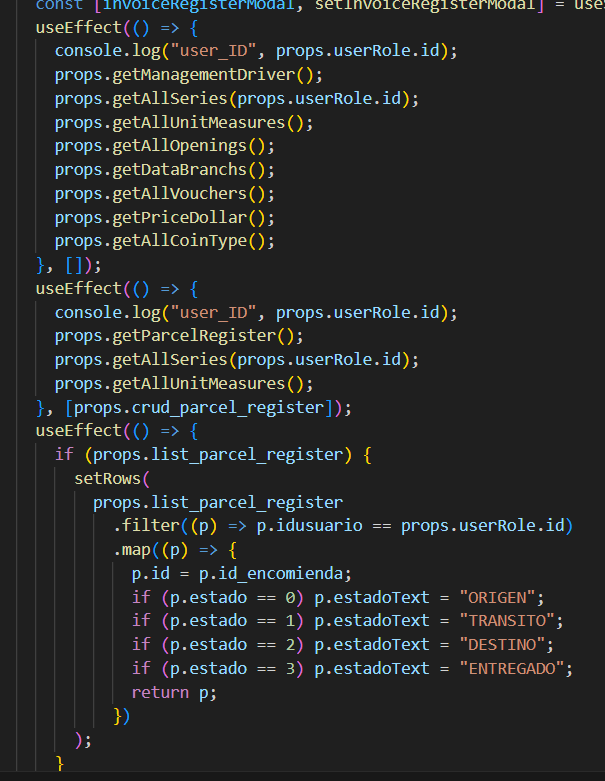 const [invoiceRegisterModal, setInvoiceRegisterModal] = uses
useEffect(() => {
  console.log("user_ID", props.userRole.id);
  props.getManagementDriver();
  props.getAllSeries(props.userRole.id);
  props.getAllUnitMeasures();
  props.getAllOpenings();
  props.getDataBranchs();
  props.getAllVouchers();
  props.getPriceDollar();
  props.getAllCoinType();
}, []);
useEffect(() => {
  console.log("user_ID", props.userRole.id);
  props.getParcelRegister();
  props.getAllSeries(props.userRole.id);
  props.getAllUnitMeasures();
}, [props.crud_parcel_register]);
useEffect(() => {
  if (props.list_parcel_register) {
    setRows(
      props.list_parcel_register
        .filter((p) => p.idusuario == props.userRole.id)
        .map((p) => {
          p.id = p.id_encomienda;
          if (p.estado == 0) p.estadoText = "ORIGEN";
          if (p.estado == 1) p.estadoText = "TRANSITO";
          if (p.estado == 2) p.estadoText = "DESTINO";
          if (p.estado == 3) p.estadoText = "ENTREGADO";
          return p;
        })
    );
  }